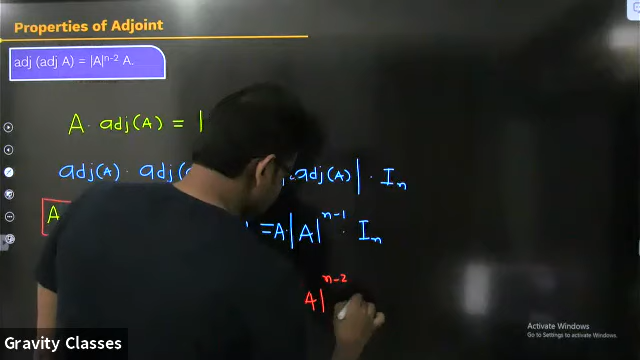 Properties of Adjoint
adj (adj A) = |A|ⁿ⁻² A.
A · adj(A) =
adj(A) · adj( adj(A)| · Iₙ
A = A·|A|ⁿ⁻¹ · Iₙ
A|ⁿ⁻²
Activate Windows
Go to Settings to activate Windows.
Gravity Classes